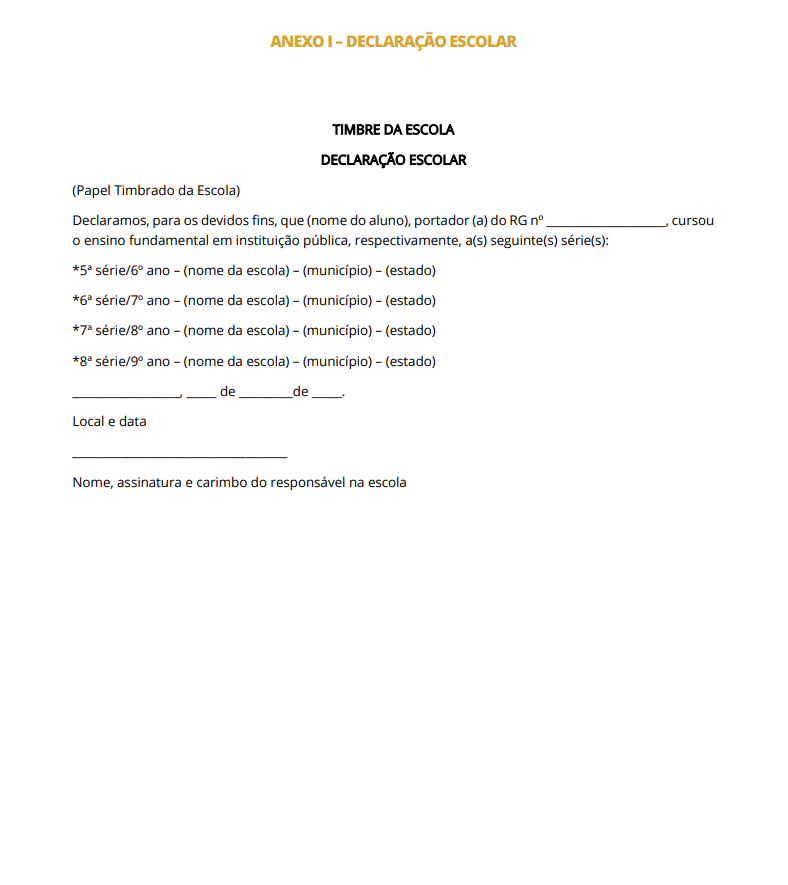 ANEXO I – DECLARAÇÃO ESCOLAR
TIMBRE DA ESCOLA
DECLARAÇÃO ESCOLAR
(Papel Timbrado da Escola)
Declaramos, para os devidos fins, que (nome do aluno), portador (a) do RG nº ____________________, cursou
o ensino fundamental em instituição pública, respectivamente, a(s) seguinte(s) série(s):
*5ª série/6º ano – (nome da escola) – (município) – (estado)
*6ª série/7º ano – (nome da escola) – (município) – (estado)
*7ª série/8º ano – (nome da escola) – (município) – (estado)
*8ª série/9º ano – (nome da escola) – (município) – (estado)
__________________, _____ de _________de _____.
Local e data
____________________________________
Nome, assinatura e carimbo do responsável na escola